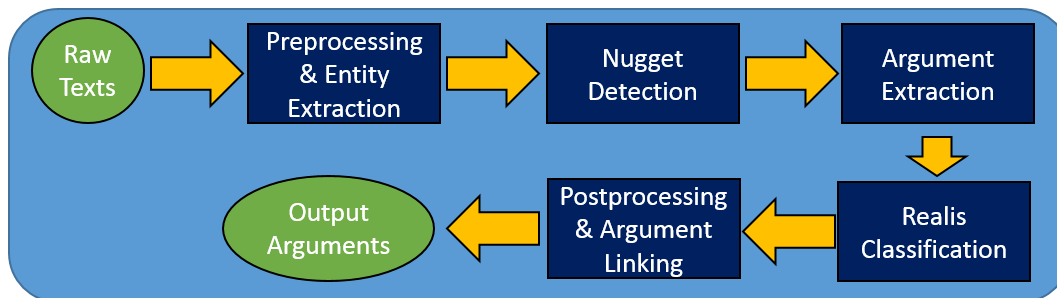 Raw
Texts
Preprocessing
& Entity
Extraction
Nugget
Detection
Argument
Extraction
Realis
Classification
Postprocessing
& Argument
Linking
Output
Arguments